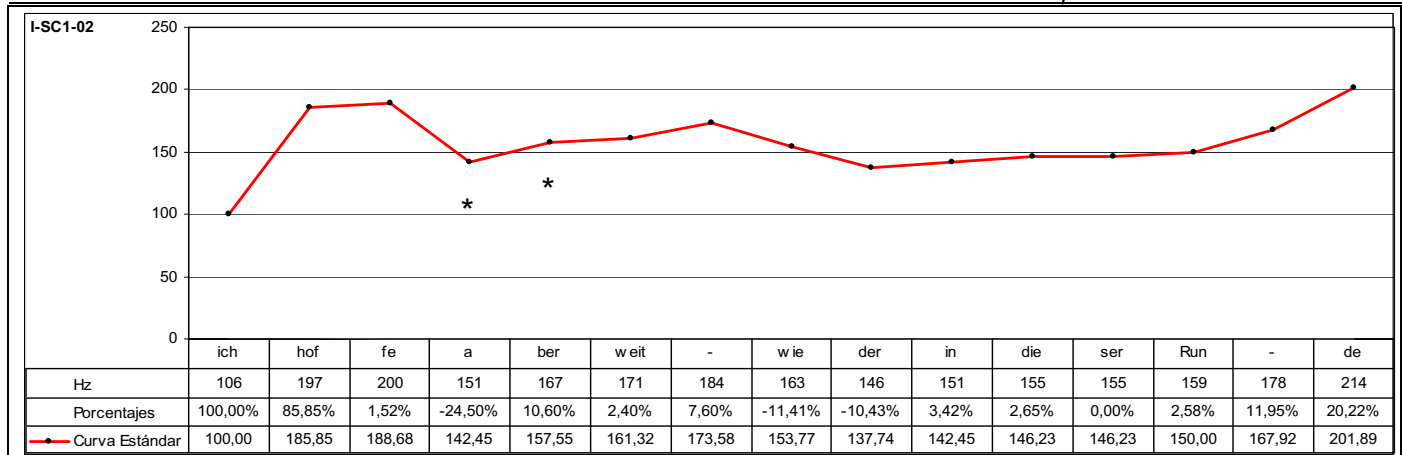 I-SC1-02
250
200
150
100
50
0
ich hof fe a ber weit - wie der in die ser Run - de
Hz 106 197 200 151 167 171 184 163 146 151 155 155 159 178 214
Porcentajes 100,00% 85,85% 1,52% -24,50% 10,60% 2,40% 7,60% -11,41% -10,43% 3,42% 2,65% 0,00% 2,58% 11,95% 20,22%
Curva Estándar 100,00 185,85 188,68 142,45 157,55 161,32 173,58 153,77 137,74 142,45 146,23 146,23 150,00 167,92 201,89
* *